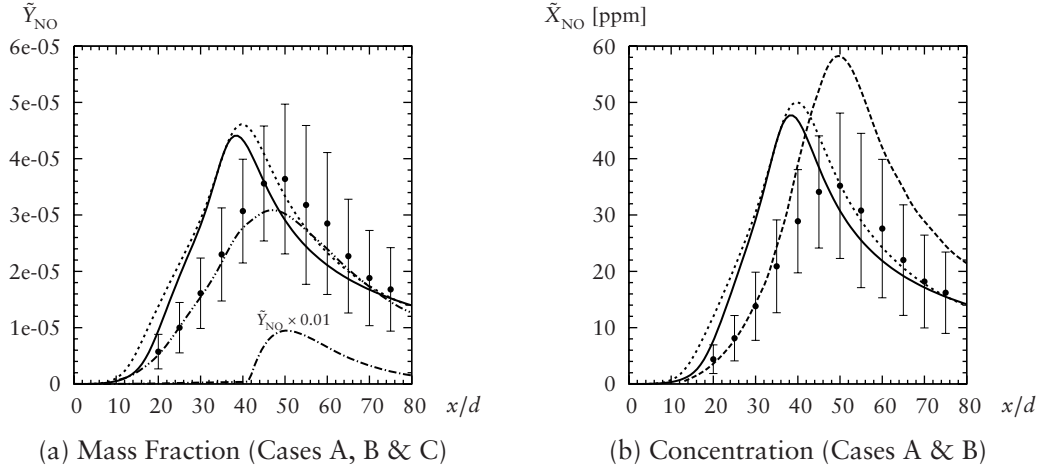 Ỹ_NO
6e-05
5e-05
4e-05
3e-05
2e-05
1e-05
0
Ỹ_NO × 0.01
0 10 20 30 40 50 60 70 80 x/d
(a) Mass Fraction (Cases A, B & C)
X̃_NO [ppm]
60
50
40
30
20
10
0
0 10 20 30 40 50 60 70 80 x/d
(b) Concentration (Cases A & B)